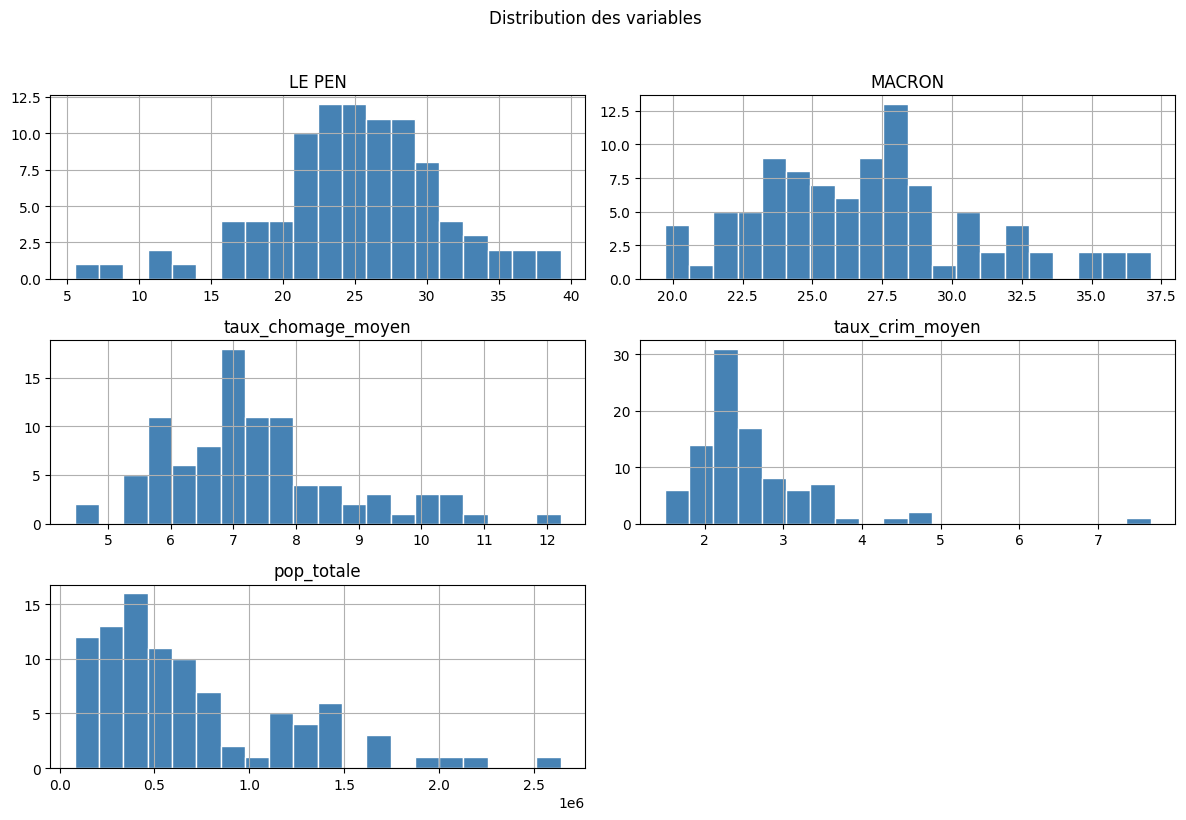 Distribution des variables
LE PEN
12.5
10.0
7.5
5.0
2.5
0.0
5 10 15 20 25 30 35 40
MACRON
12.5
10.0
7.5
5.0
2.5
0.0
20.0 22.5 25.0 27.5 30.0 32.5 35.0 37.5
taux_chomage_moyen
15
10
5
0
5 6 7 8 9 10 11 12
taux_crim_moyen
30
20
10
0
2 3 4 5 6 7
pop_totale
15
10
5
0
0.0 0.5 1.0 1.5 2.0 2.5
1e6